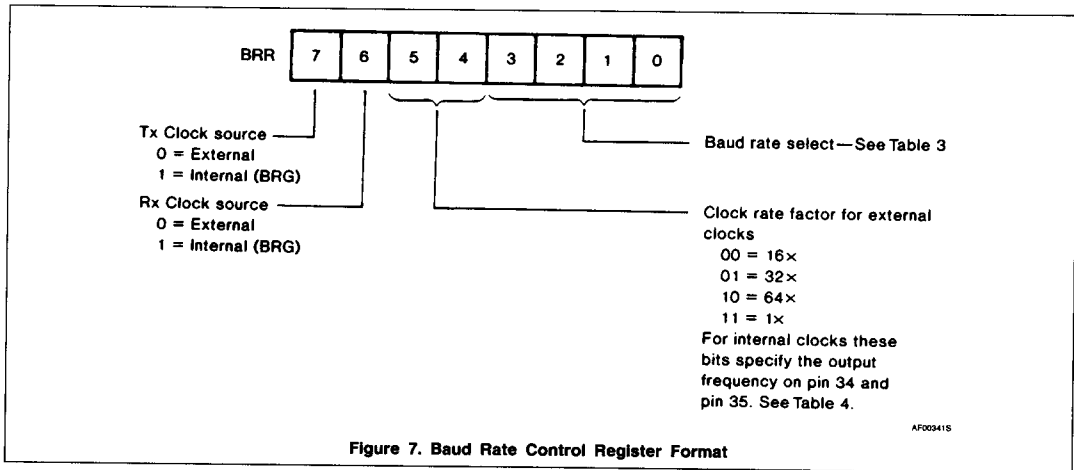 BRR 7 6 5 4 3 2 1 0
Tx Clock source
0 = External
1 = Internal (BRG)
Rx Clock source
0 = External
1 = Internal (BRG)
Baud rate select—See Table 3
Clock rate factor for external
clocks
00 = 16×
01 = 32×
10 = 64×
11 = 1×
For internal clocks these
bits specify the output
frequency on pin 34 and
pin 35. See Table 4.
AF00341S
Figure 7. Baud Rate Control Register Format